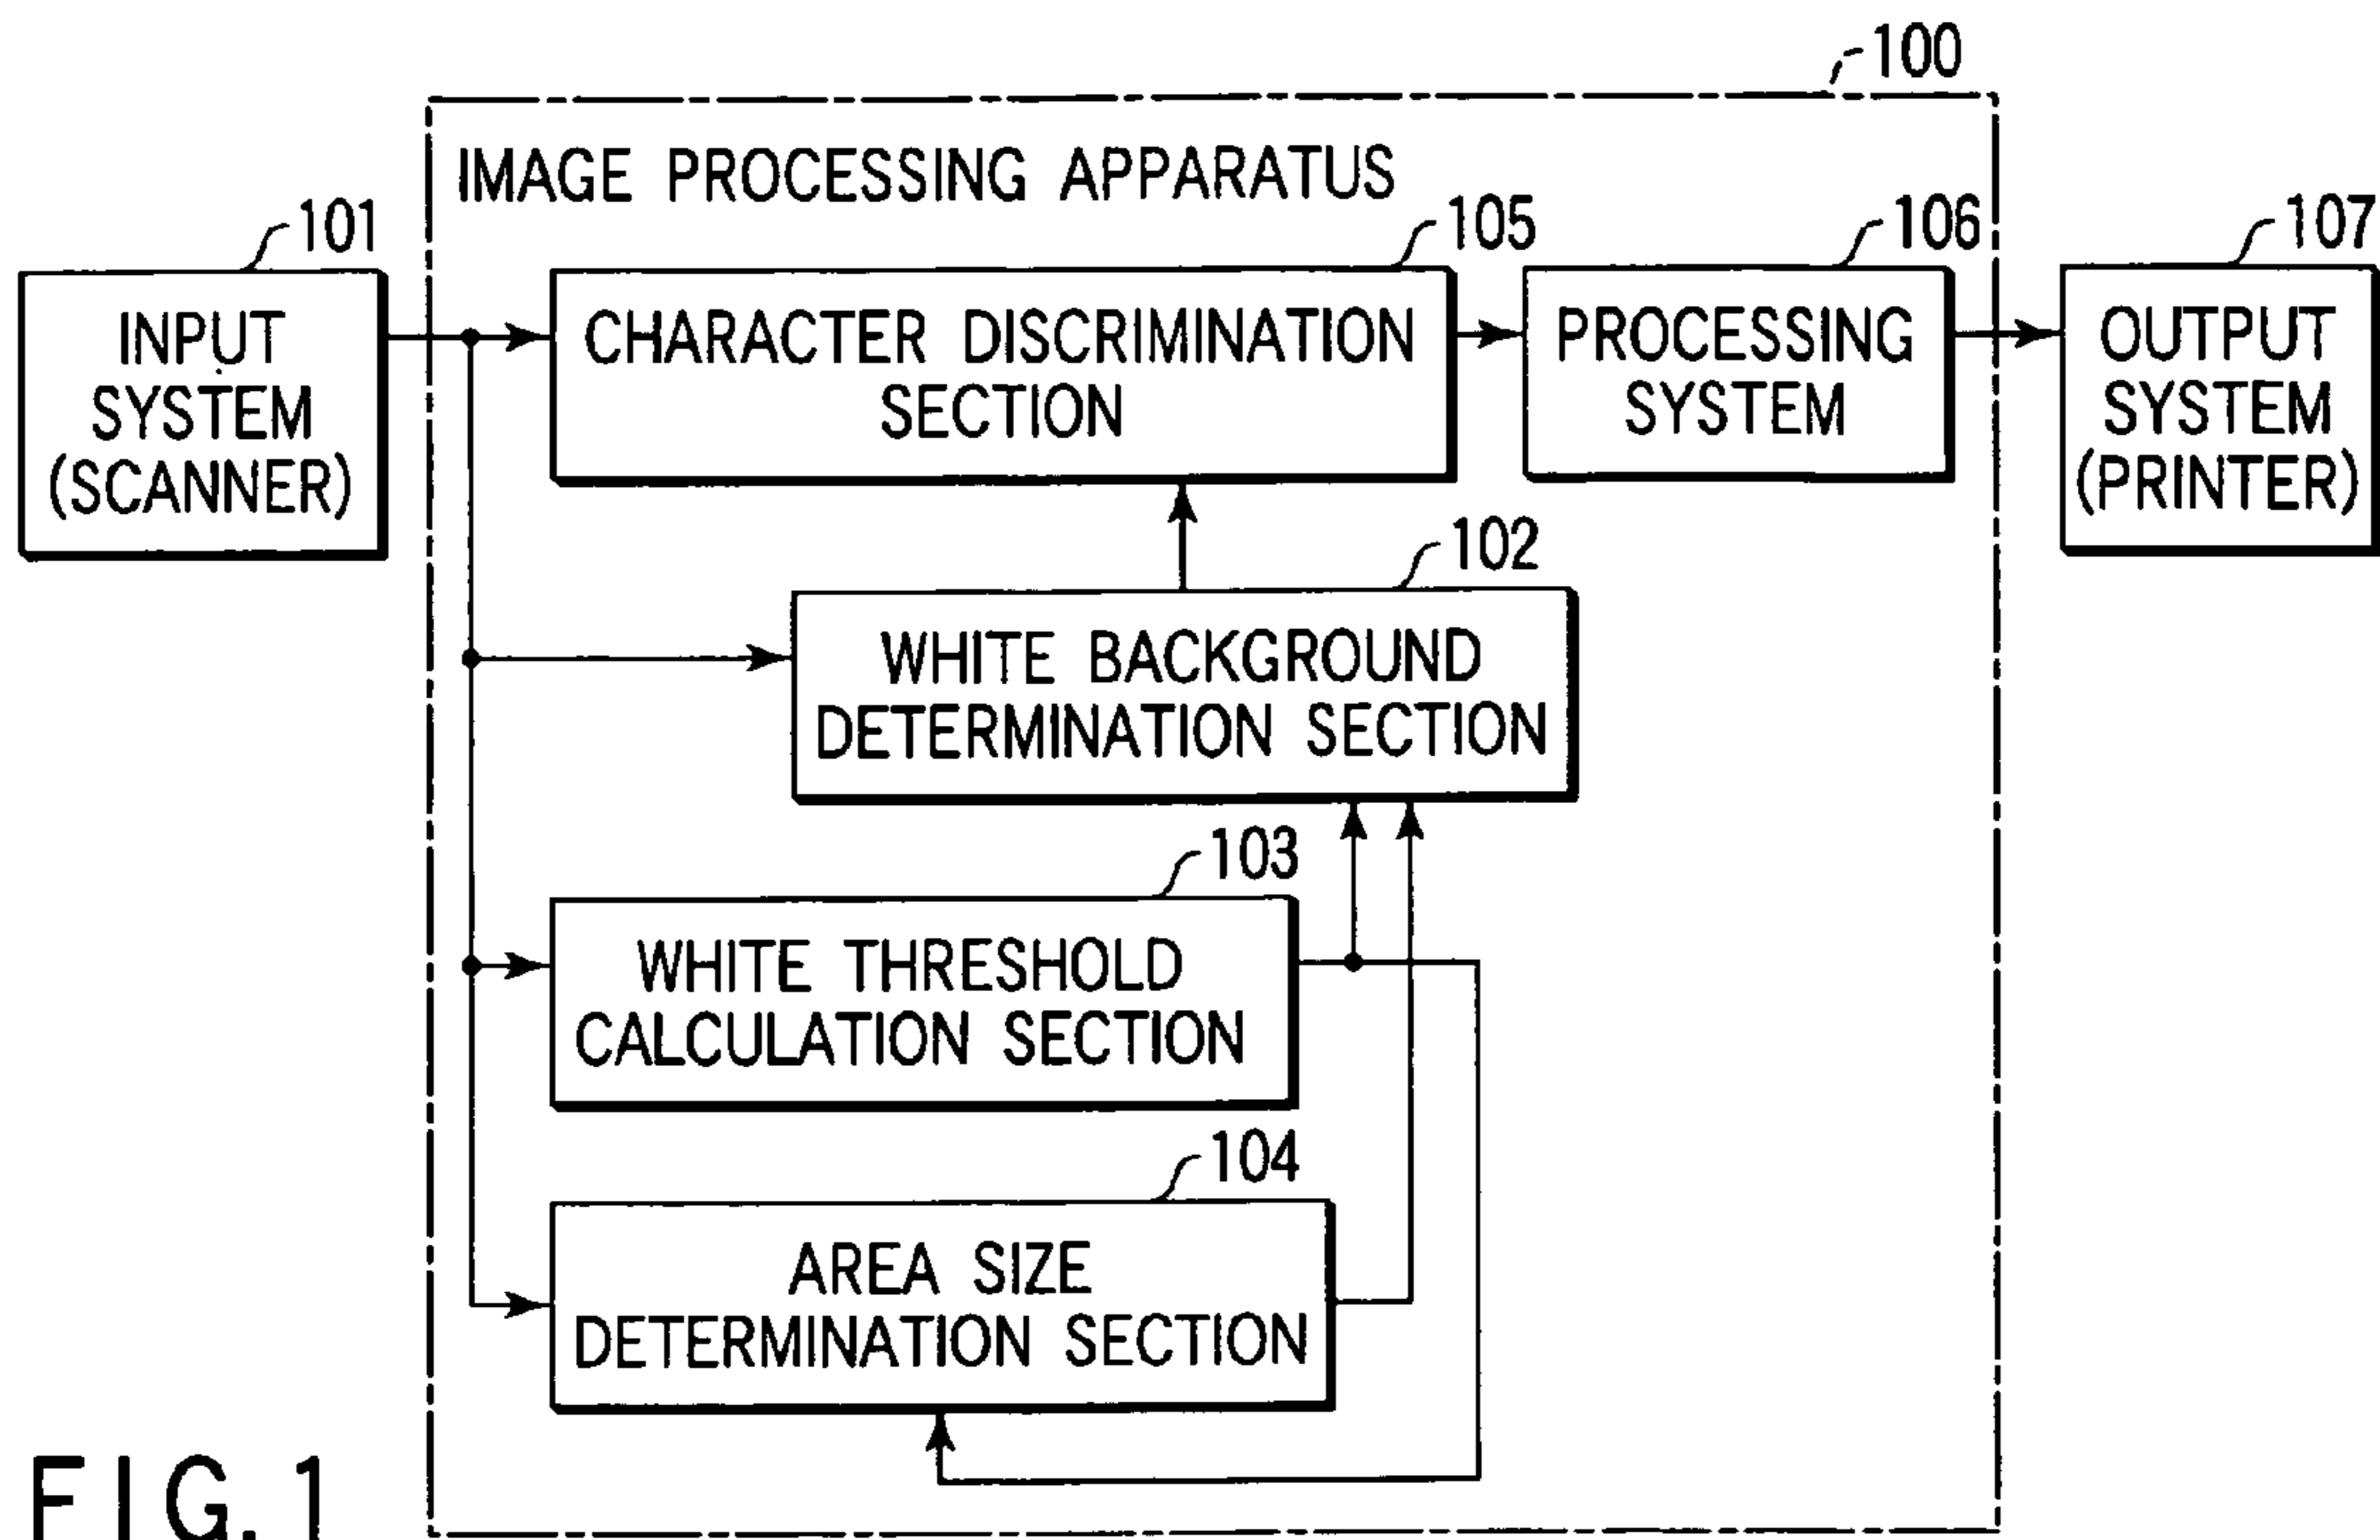 100
IMAGE PROCESSING APPARATUS
101
INPUT
SYSTEM
(SCANNER)
105
CHARACTER DISCRIMINATION
SECTION
106
PROCESSING
SYSTEM
107
OUTPUT
SYSTEM
(PRINTER)
102
WHITE BACKGROUND
DETERMINATION SECTION
103
WHITE THRESHOLD
CALCULATION SECTION
104
AREA SIZE
DETERMINATION SECTION
FIG. 1